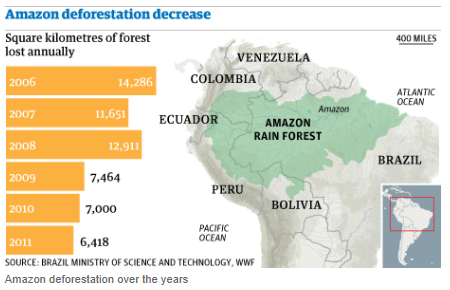 Amazon deforestation decrease
Square kilometres of forest
lost annually
2006 14,286
2007 11,651
2008 12,911
2009 7,464
2010 7,000
2011 6,418
400 MILES
VENEZUELA
COLOMBIA
ATLANTIC
OCEAN
Amazon
ECUADOR
AMAZON
RAIN FOREST
BRAZIL
PERU
BOLIVIA
PACIFIC
OCEAN
SOURCE: BRAZIL MINISTRY OF SCIENCE AND TECHNOLOGY, WWF
Amazon deforestation over the years